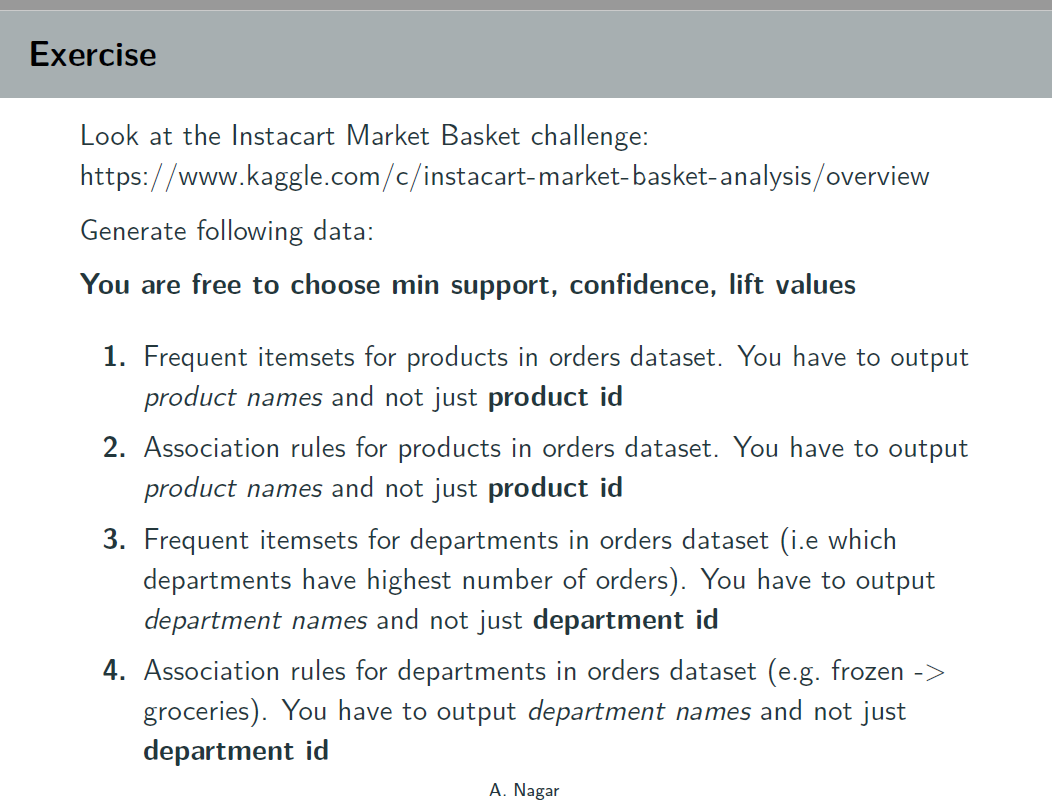 Exercise
Look at the Instacart Market Basket challenge:
https://www.kaggle.com/c/instacart-market-basket-analysis/overview
Generate following data:
You are free to choose min support, confidence, lift values
1. Frequent itemsets for products in orders dataset. You have to output
product names and not just product id
2. Association rules for products in orders dataset. You have to output
product names and not just product id
3. Frequent itemsets for departments in orders dataset (i.e which
departments have highest number of orders). You have to output
department names and not just department id
4. Association rules for departments in orders dataset (e.g. frozen ->
groceries). You have to output department names and not just
department id
A. Nagar